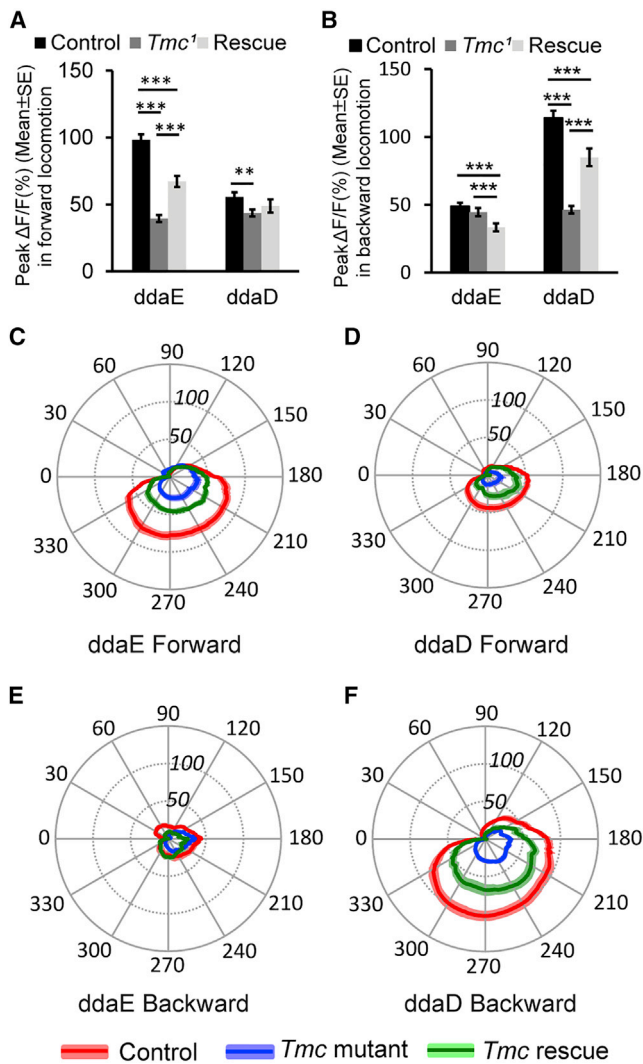 A
Control Tmc¹ Rescue
Peak ΔF/F(%) (Mean±SE)
in forward locomotion
150
100
50
0
***
***
***
**
ddaE ddaD
B
Control Tmc¹ Rescue
Peak ΔF/F(%) (Mean±SE)
in backward locomotion
150
100
50
0
***
***
***
***
***
ddaE ddaD
C
90
60 120
30 150
100
50
0 180
330 210
300 240
270
ddaE Forward
D
90
60 120
30 150
100
50
0 180
330 210
300 240
270
ddaD Forward
E
90
60 120
30 150
100
50
0 180
330 210
300 240
270
ddaE Backward
F
90
60 120
30 150
100
50
0 180
330 210
300 240
270
ddaD Backward
Control Tmc mutant Tmc rescue